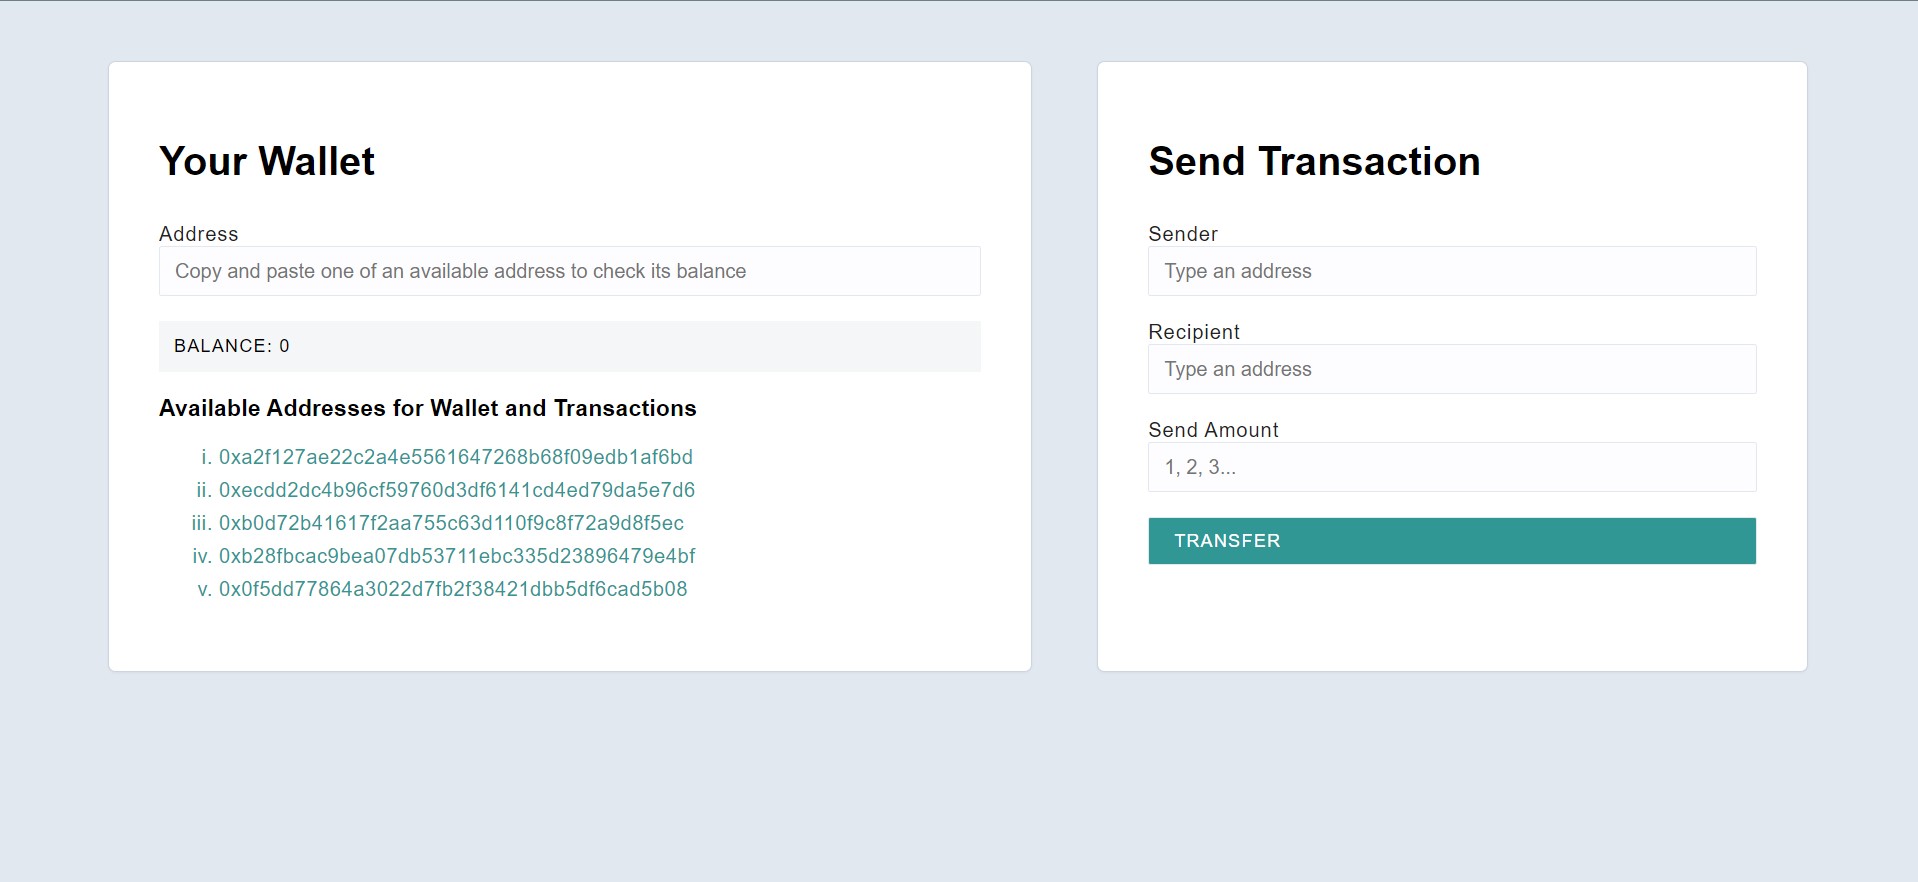 Your Wallet
Address
Copy and paste one of an available address to check its balance
BALANCE: 0
Available Addresses for Wallet and Transactions
i. 0xa2f127ae22c2a4e5561647268b68f09edb1af6bd
ii. 0xecdd2dc4b96cf59760d3df6141cd4ed79da5e7d6
iii. 0xb0d72b41617f2aa755c63d110f9c8f72a9d8f5ec
iv. 0xb28fbcac9bea07db53711ebc335d23896479e4bf
v. 0x0f5dd77864a3022d7fb2f38421dbb5df6cad5b08
Send Transaction
Sender
Type an address
Recipient
Type an address
Send Amount
1, 2, 3...
TRANSFER